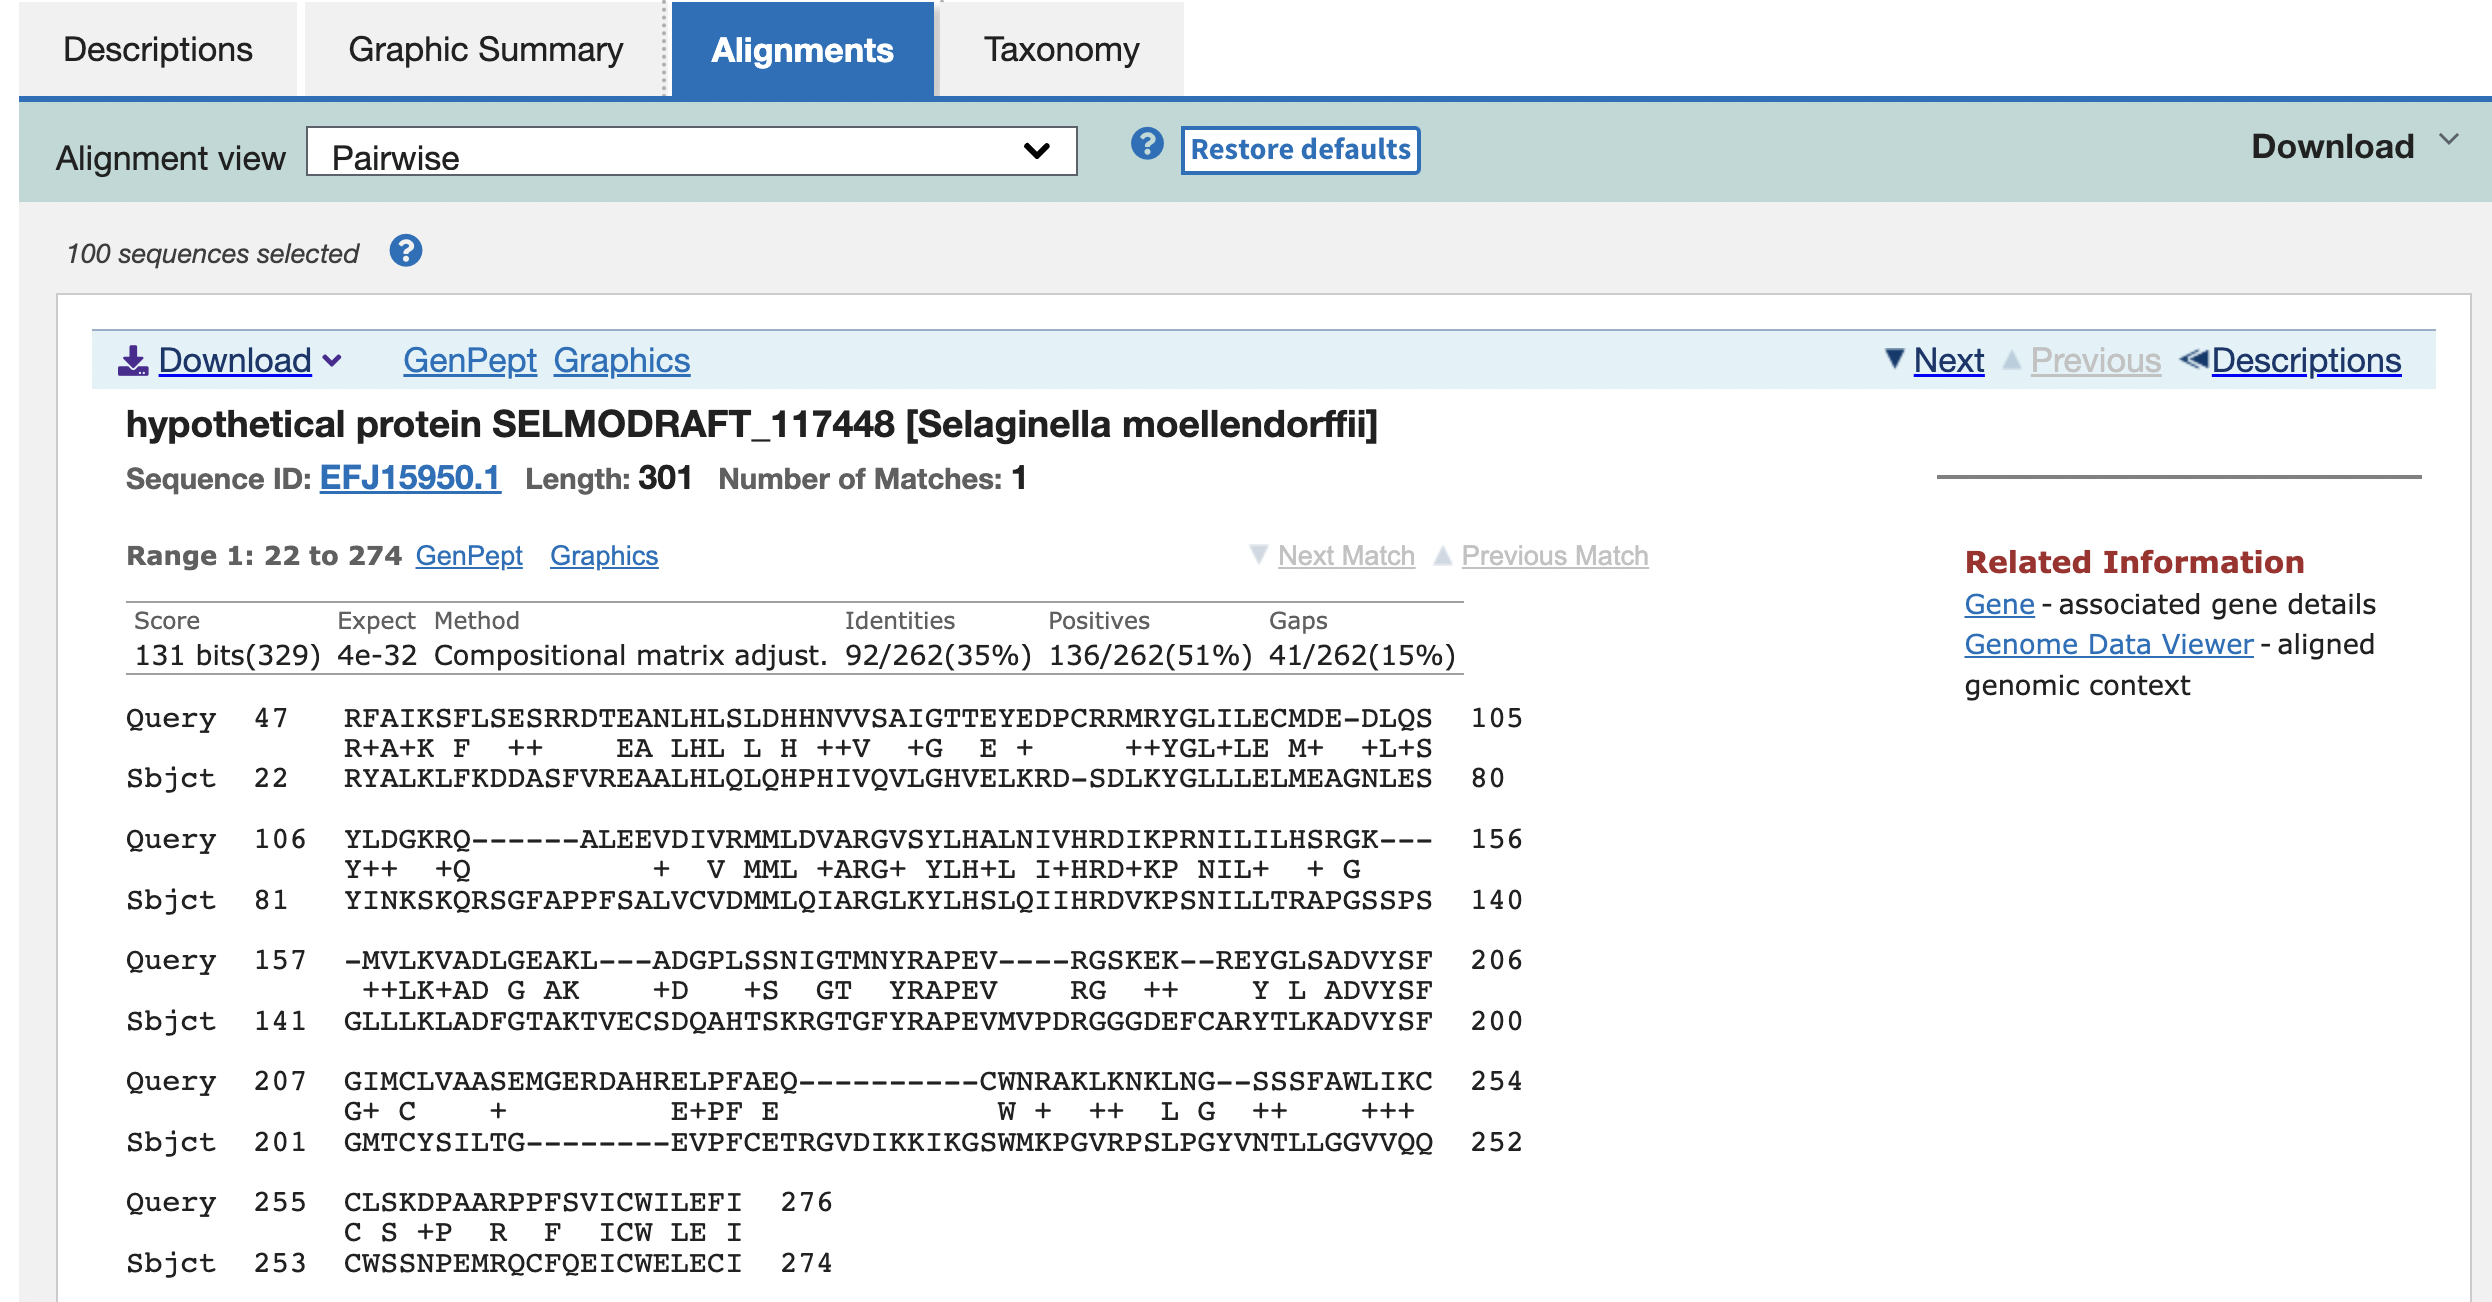 Descriptions Graphic Summary Alignments Taxonomy
Alignment view Pairwise ? Restore defaults Download
100 sequences selected ?
Download GenPept Graphics Next Previous Descriptions
hypothetical protein SELMODRAFT_117448 [Selaginella moellendorffii]
Sequence ID: EFJ15950.1 Length: 301 Number of Matches: 1
Range 1: 22 to 274 GenPept Graphics Next Match Previous Match
Score Expect Method Identities Positives Gaps
131 bits(329) 4e-32 Compositional matrix adjust. 92/262(35%) 136/262(51%) 41/262(15%)
Query  47   RFAIKSFLSESRRDTEANLHLSLDHHNVVSAIGTTEYEDPCRRMRYGLILECMDE-DLQS  105
            R+A+K F  ++    EA LHL L H ++V  +G  E +     ++YGL+LE M+  +L+S
Sbjct  22   RYALKLFKDDASFVREAALHLQLQHPHIVQVLGHVELKRD-SDLKYGLLLELMEAGNLES  80
Query  106  YLDGKRQ------ALEEVDIVRMMLDVARGVSYLHALNIVHRDIKPRNILILHSRGK---  156
            Y++  +Q          +  V MML +ARG+ YLH+L I+HRD+KP NIL+  + G
Sbjct  81   YINKSKQRSGFAPPFSALVCVDMMLQIARGLKYLHSLQIIHRDVKPSNILLTRAPGSSPS  140
Query  157  -MVLKVADLGEAKL---ADGPLSSNIGTMNYRAPEV----RGSKEK--REYGLSADVYSF  206
             ++LK+AD G AK    +D   +S  GT  YRAPEV    RG  ++    Y L ADVYSF
Sbjct  141  GLLLKLADFGTAKTVECSDQAHTSKRGTGFYRAPEVMVPDRGGGDEFCARYTLKADVYSF  200
Query  207  GIMCLVAASEMGERDAHRELPFAEQ----------CWNRAKLKNKLNG--SSSFAWLIKC  254
            G+ C    +         E+PF E            W +  ++  L G  ++    +++
Sbjct  201  GMTCYSILTG--------EVPFCETRGVDIKKIKGSWMKPGVRPSLPGYVNTLLGGVVQQ  252
Query  255  CLSKDPAARPPFSVICWILEFI  276
            C S +P  R  F  ICW LE I
Sbjct  253  CWSSNPEMRQCFQEICWELECI  274
Related Information
Gene - associated gene details
Genome Data Viewer - aligned
genomic context